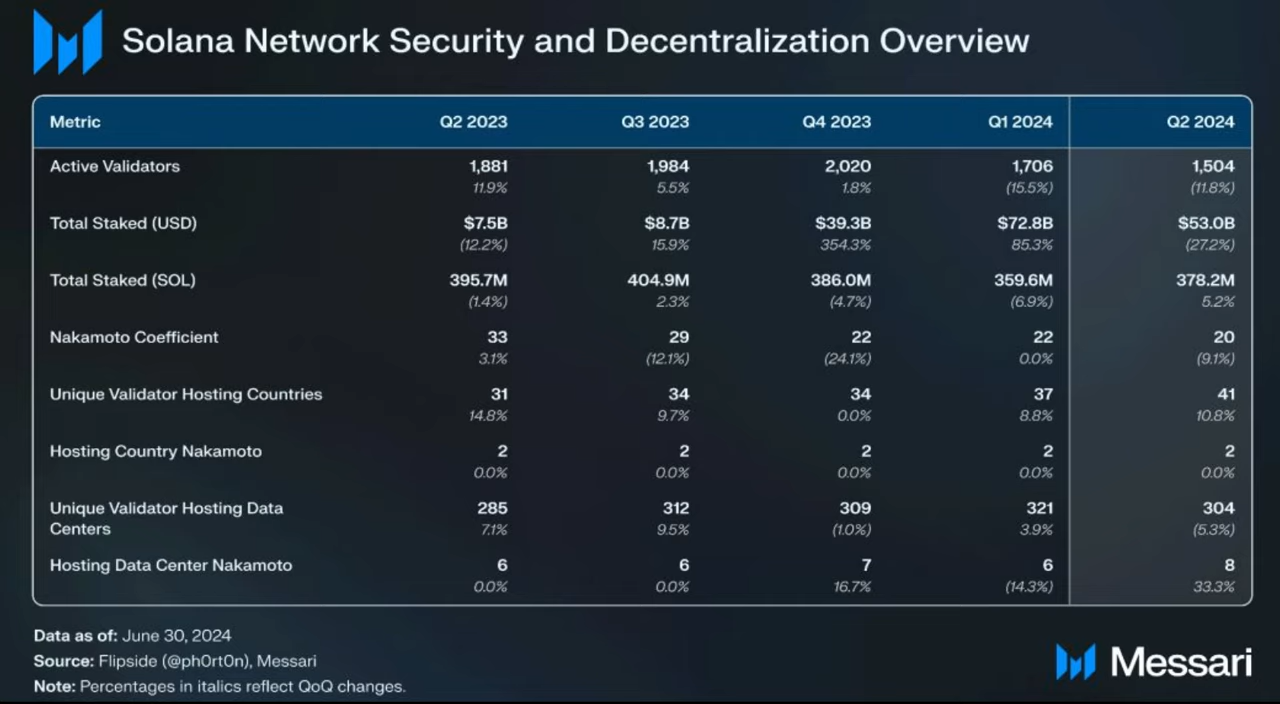 Solana Network Security and Decentralization Overview
Metric Q2 2023 Q3 2023 Q4 2023 Q1 2024 Q2 2024
Active Validators 1,881 1,984 2,020 1,706 1,504
11.9% 5.5% 1.8% (15.5%) (11.8%)
Total Staked (USD) $7.5B $8.7B $39.3B $72.8B $53.0B
(12.2%) 15.9% 354.3% 85.3% (27.2%)
Total Staked (SOL) 395.7M 404.9M 386.0M 359.6M 378.2M
(1.4%) 2.3% (4.7%) (6.9%) 5.2%
Nakamoto Coefficient 33 29 22 22 20
3.1% (12.1%) (24.1%) 0.0% (9.1%)
Unique Validator Hosting Countries 31 34 34 37 41
14.8% 9.7% 0.0% 8.8% 10.8%
Hosting Country Nakamoto 2 2 2 2 2
0.0% 0.0% 0.0% 0.0% 0.0%
Unique Validator Hosting Data 285 312 309 321 304
Centers 7.1% 9.5% (1.0%) 3.9% (5.3%)
Hosting Data Center Nakamoto 6 6 7 6 8
0.0% 0.0% 16.7% (14.3%) 33.3%
Data as of: June 30, 2024
Source: Flipside (@ph0rt0n), Messari
Note: Percentages in italics reflect QoQ changes.
Messari